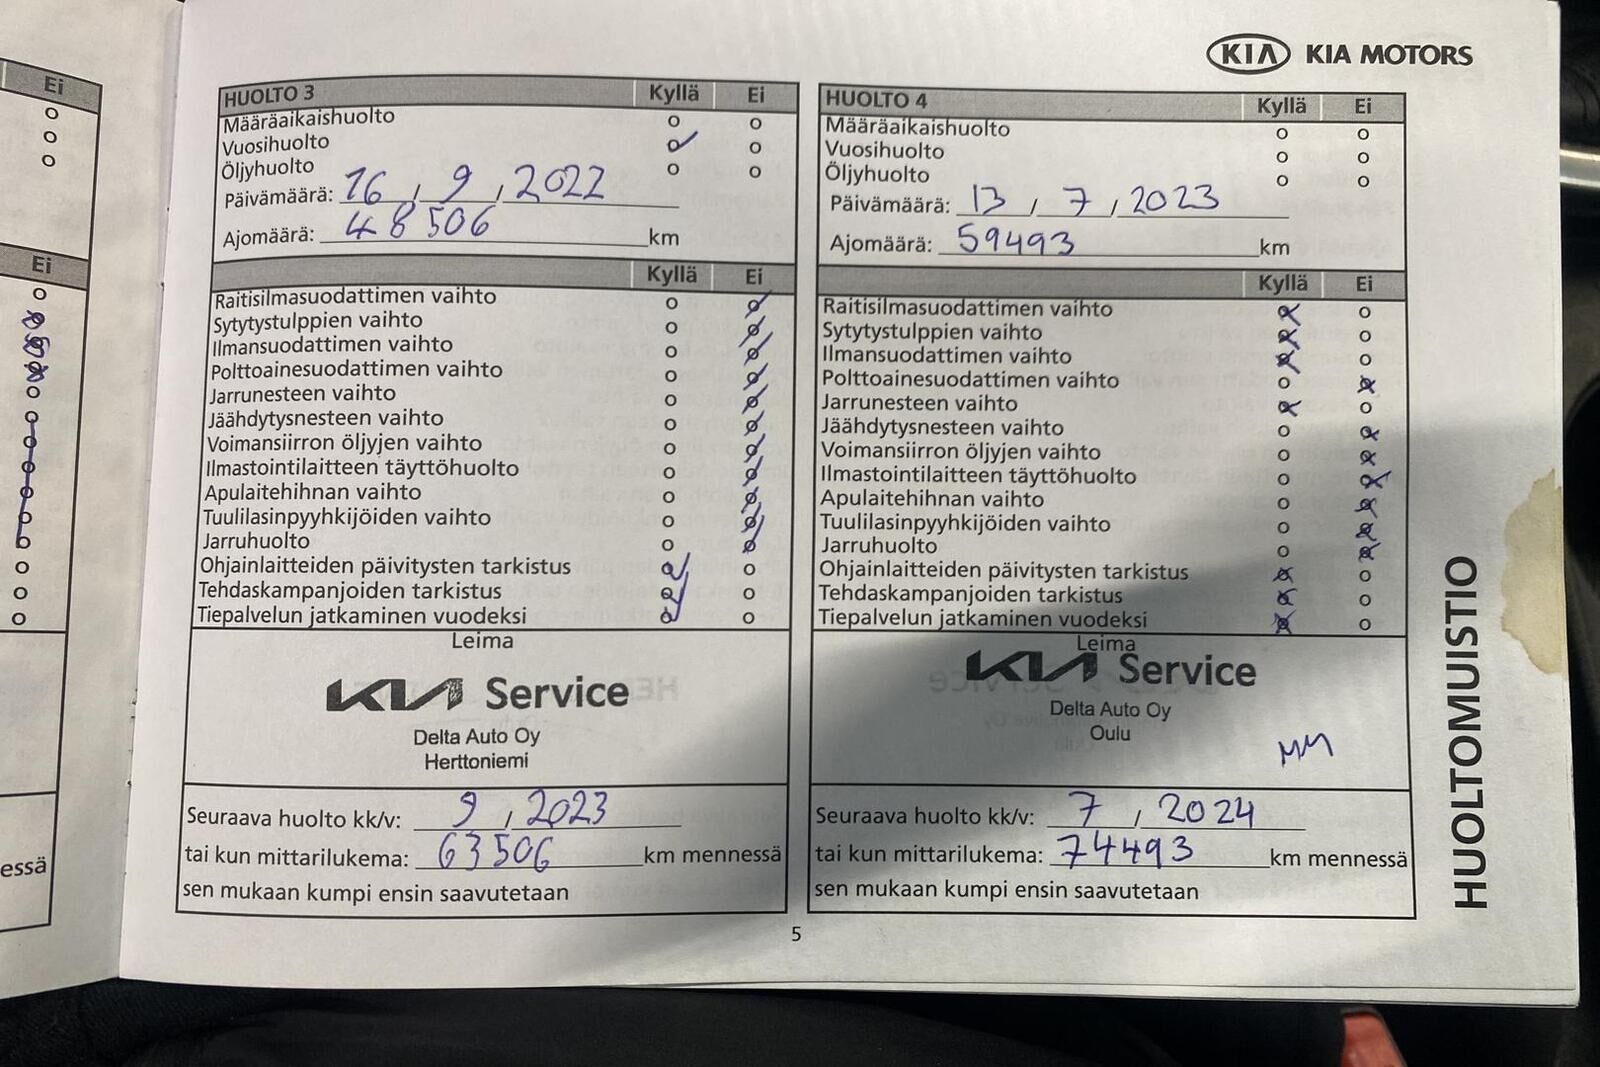 Ei
Ei
essä
KIA KIA MOTORS
HUOLTO 3 Kyllä Ei
Määräaikaishuolto
Vuosihuolto
Öljyhuolto
Päivämäärä: 16 / 9 / 2022
Ajomäärä: 48506 km
Kyllä Ei
Raitisilmasuodattimen vaihto
Sytytystulppien vaihto
Ilmansuodattimen vaihto
Polttoainesuodattimen vaihto
Jarrunesteen vaihto
Jäähdytysnesteen vaihto
Voimansiirron öljyjen vaihto
Ilmastointilaitteen täyttöhuolto
Apulaitehihnan vaihto
Tuulilasinpyyhkijöiden vaihto
Jarruhuolto
Ohjainlaitteiden päivitysten tarkistus
Tehdaskampanjoiden tarkistus
Tiepalvelun jatkaminen vuodeksi
Leima
KIA Service
Delta Auto Oy
Herttoniemi
Seuraava huolto kk/v: 9 / 2023
tai kun mittarilukema: 63506 km mennessä
sen mukaan kumpi ensin saavutetaan
HUOLTO 4 Kyllä Ei
Määräaikaishuolto
Vuosihuolto
Öljyhuolto
Päivämäärä: 13 / 7 / 2023
Ajomäärä: 59493 km
Kyllä Ei
Raitisilmasuodattimen vaihto
Sytytystulppien vaihto
Ilmansuodattimen vaihto
Polttoainesuodattimen vaihto
Jarrunesteen vaihto
Jäähdytysnesteen vaihto
Voimansiirron öljyjen vaihto
Ilmastointilaitteen täyttöhuolto
Apulaitehihnan vaihto
Tuulilasinpyyhkijöiden vaihto
Jarruhuolto
Ohjainlaitteiden päivitysten tarkistus
Tehdaskampanjoiden tarkistus
Tiepalvelun jatkaminen vuodeksi
Leima
KIA Service
Delta Auto Oy
Oulu
MM
Seuraava huolto kk/v: 7 / 2024
tai kun mittarilukema: 74493 km mennessä
sen mukaan kumpi ensin saavutetaan
HUOLTOMUISTIO
5